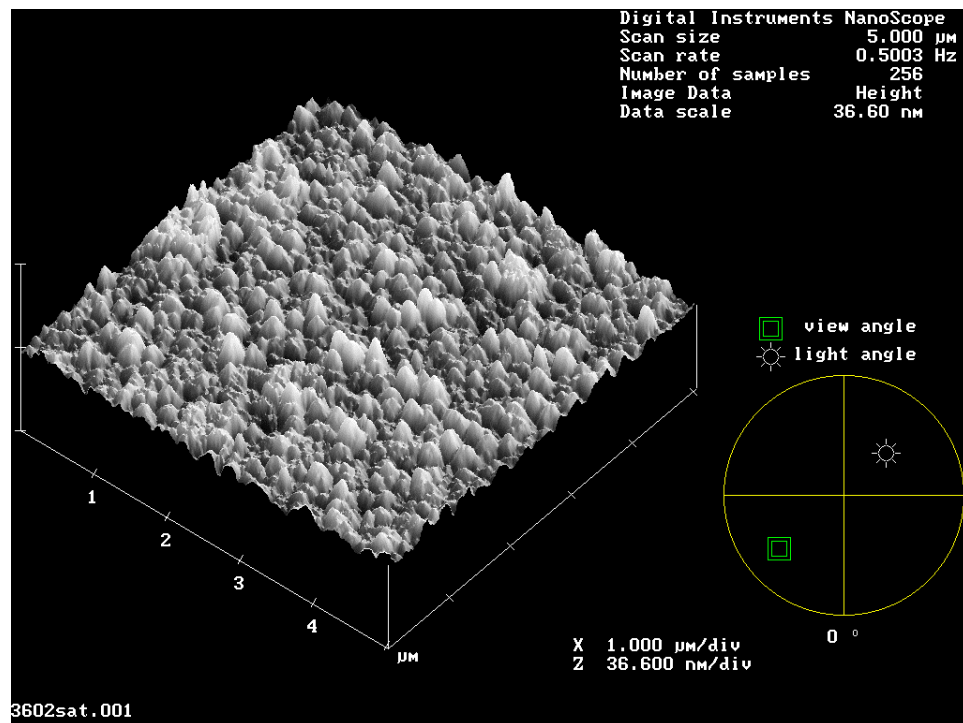 Digital Instruments NanoScope
Scan size 5.000 µm
Scan rate 0.5003 Hz
Number of samples 256
Image Data Height
Data scale 36.60 nm
view angle
light angle
1
2
3
4
µm
0 °
X 1.000 µm/div
Z 36.600 nm/div
3602sat.001